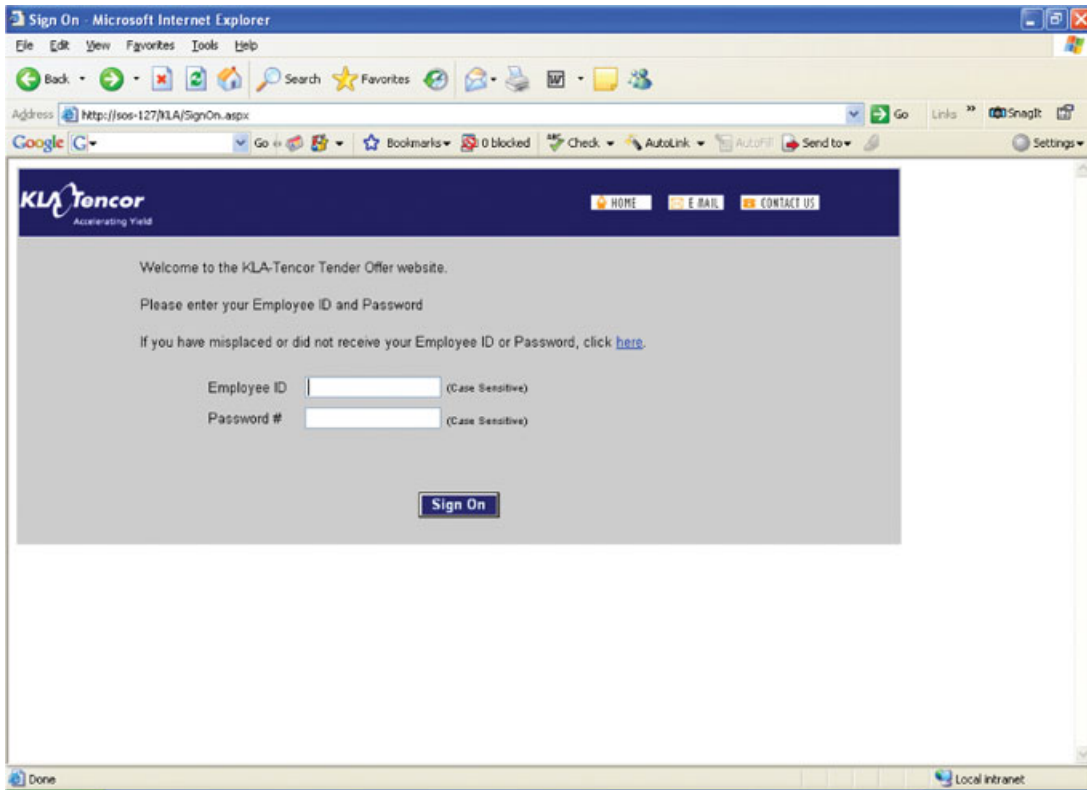 Sign On - Microsoft Internet Explorer
File Edit View Favorites Tools Help
Back Search Favorites
Address http://sos-127/KLA/SignOn.aspx Go Links » SnagIt
Google G Go Bookmarks 0 blocked ABC Check AutoLink AutoFill Send to Settings
KLA Tencor
Accelerating Yield
HOME E MAIL CONTACT US
Welcome to the KLA-Tencor Tender Offer website.
Please enter your Employee ID and Password
If you have misplaced or did not receive your Employee ID or Password, click here.
Employee ID (Case Sensitive)
Password # (Case Sensitive)
Sign On
Done Local intranet